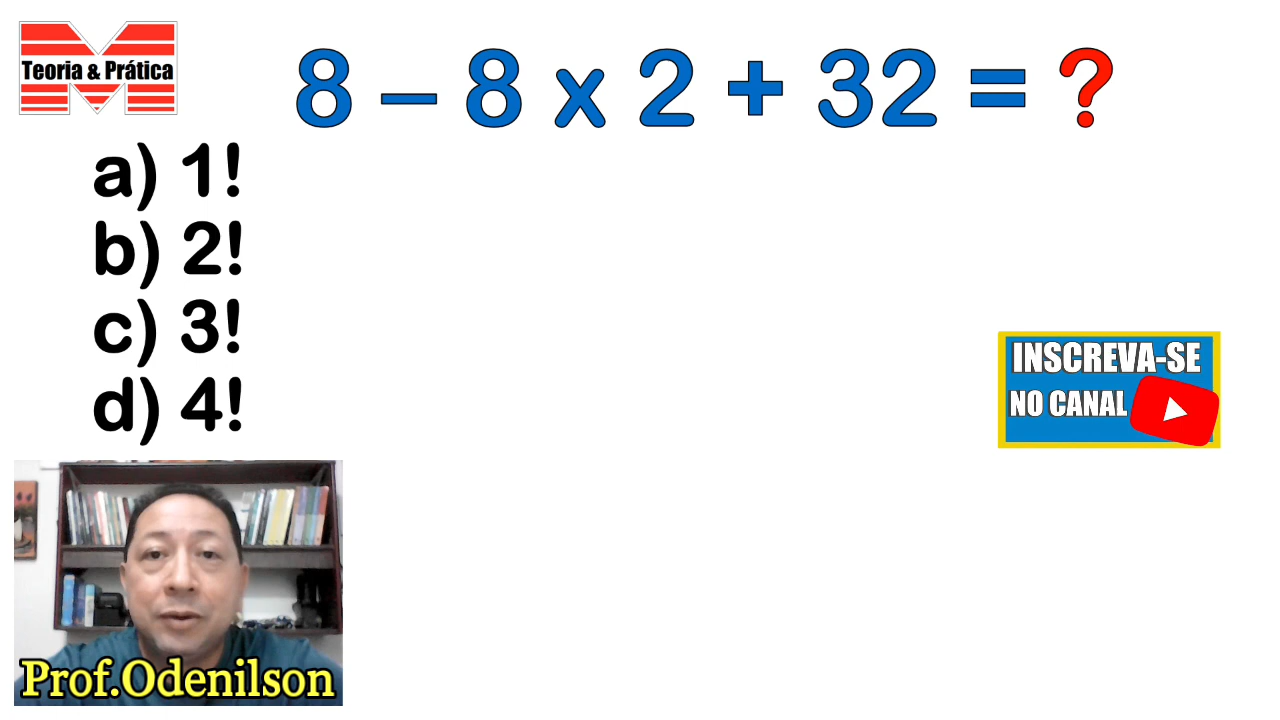 Teoria & Prática
8 – 8 x 2 + 32 = ?
a) 1!
b) 2!
c) 3!
d) 4!
INSCREVA-SE
NO CANAL
Prof.Odenilson